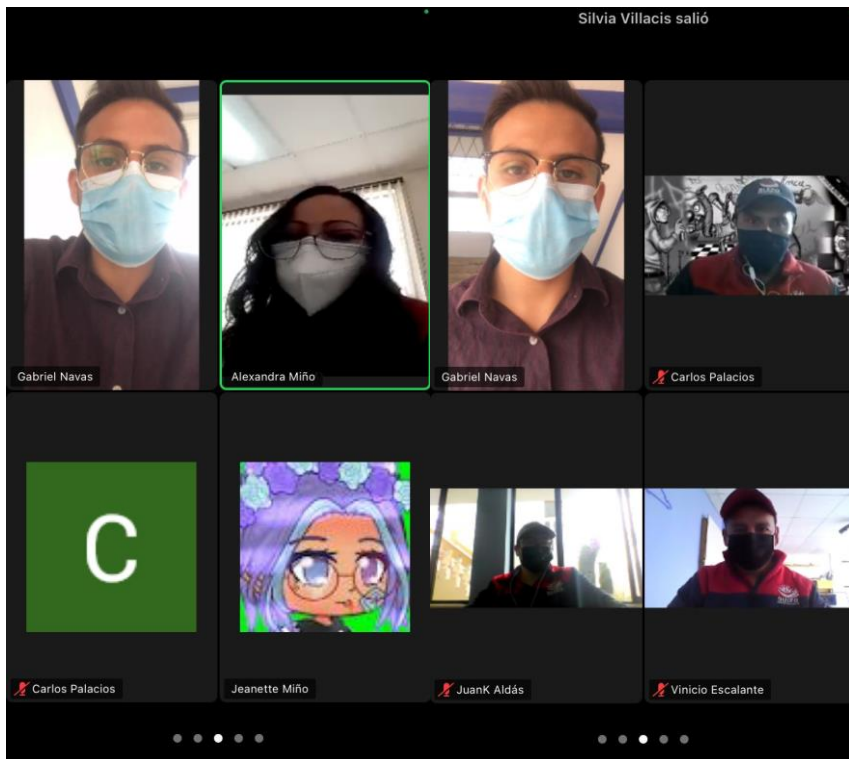 Silvia Villacis salió
Gabriel Navas
Alexandra Miño
Gabriel Navas
Carlos Palacios
C
Carlos Palacios
Jeanette Miño
JuanK Aldás
Vinicio Escalante